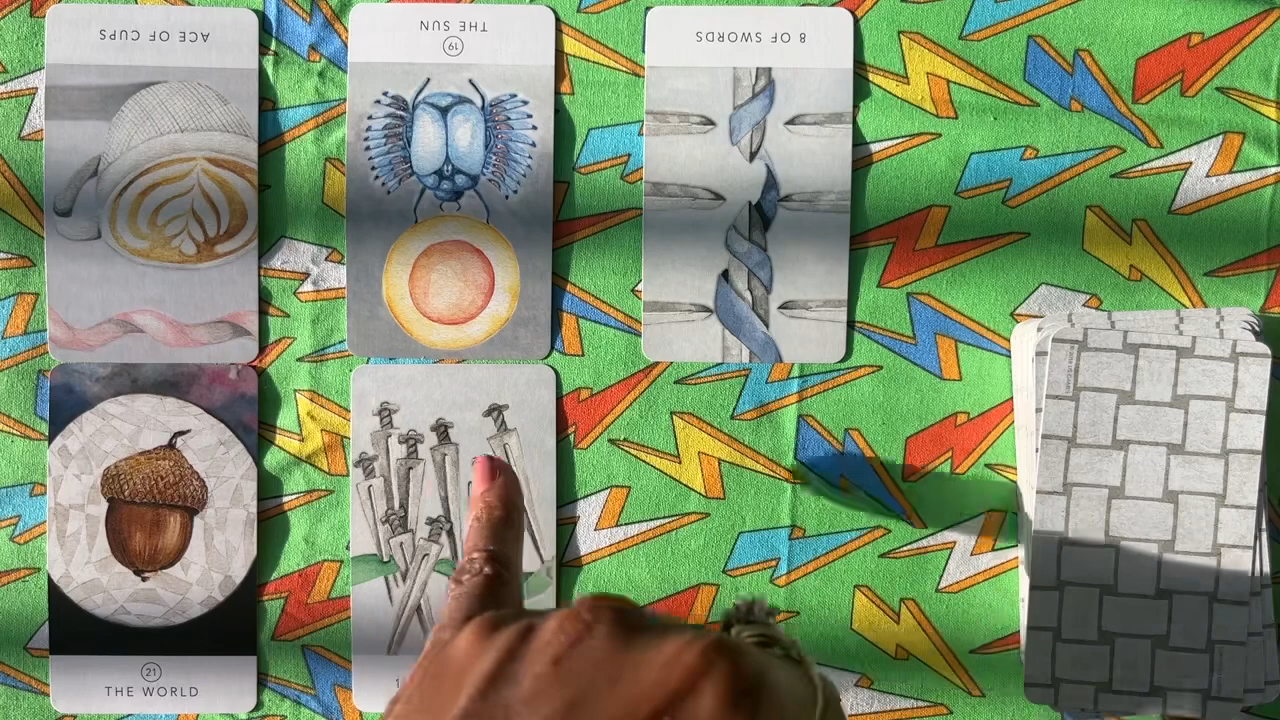 ACE OF CUPS
THE SUN
19
8 OF SWORDS
21
THE WORLD